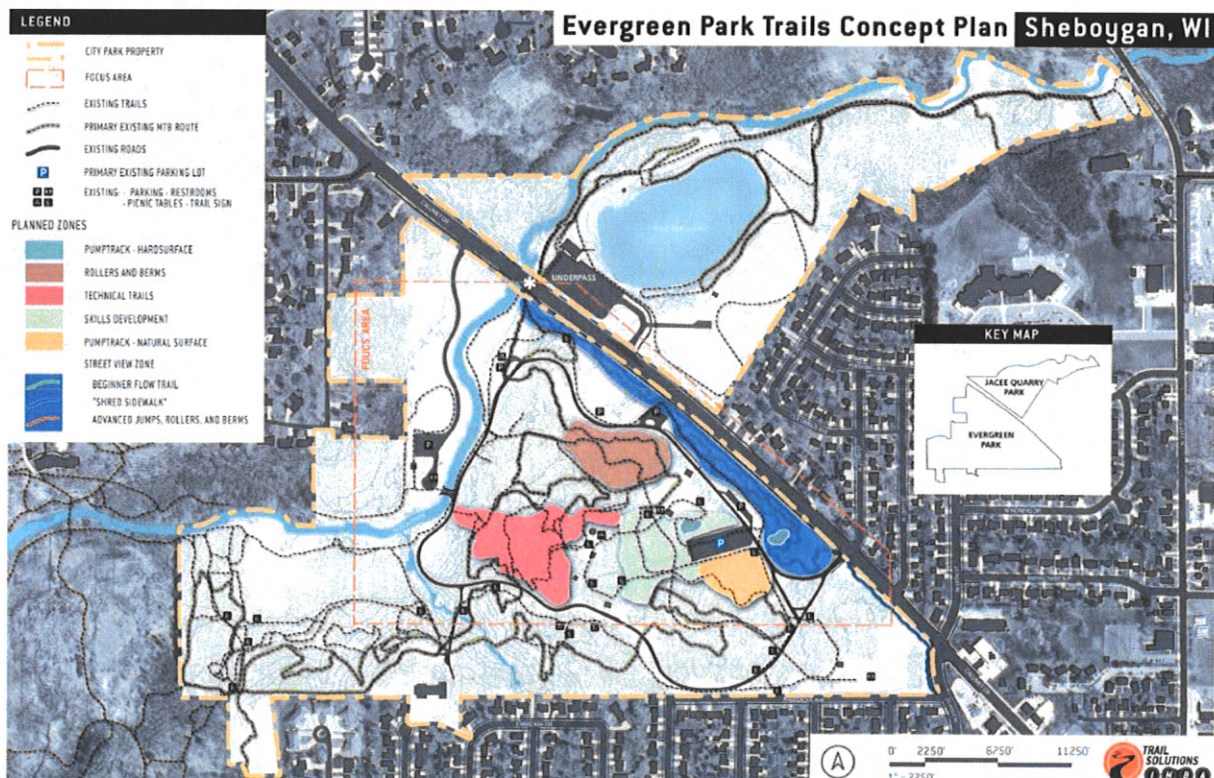 Evergreen Park Trails Concept Plan Sheboygan, WI
LEGEND
CITY PARK PROPERTY
FOCUS AREA
EXISTING TRAILS
PRIMARY EXISTING MTB ROUTE
EXISTING ROADS
P PRIMARY EXISTING PARKING LOT
EXISTING - PARKING - RESTROOMS
- PICNIC TABLES - TRAIL SIGN
PLANNED ZONES
PUMPTRACK - HARDSURFACE
ROLLERS AND BERMS
TECHNICAL TRAILS
SKILLS DEVELOPMENT
PUMPTRACK - NATURAL SURFACE
STREET VIEW ZONE
BEGINNER FLOW TRAIL
"SHRED SIDEWALK"
ADVANCED JUMPS, ROLLERS, AND BERMS
UNDERPASS
FOUCS AREA
P
P
P
P
P
P
KEY MAP
JACEE QUARRY
PARK
EVERGREEN
PARK
A
0' 2250' 6750' 11250'
1" = 2250'
TRAIL
SOLUTIONS